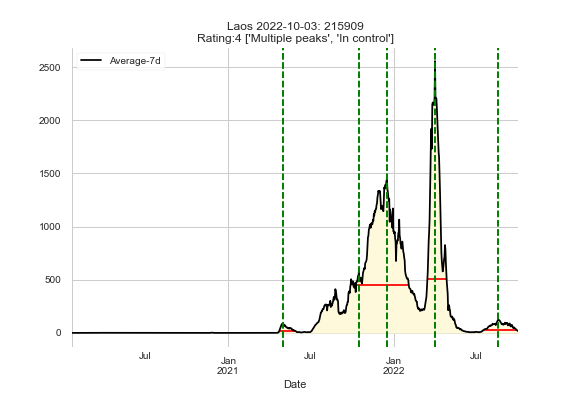 Laos 2022-10-03: 215909
Rating:4 ['Multiple peaks', 'In control']
Average-7d
2500
2000
1500
1000
500
0
Jul
Jan
2021
Jul
Jan
2022
Jul
Date